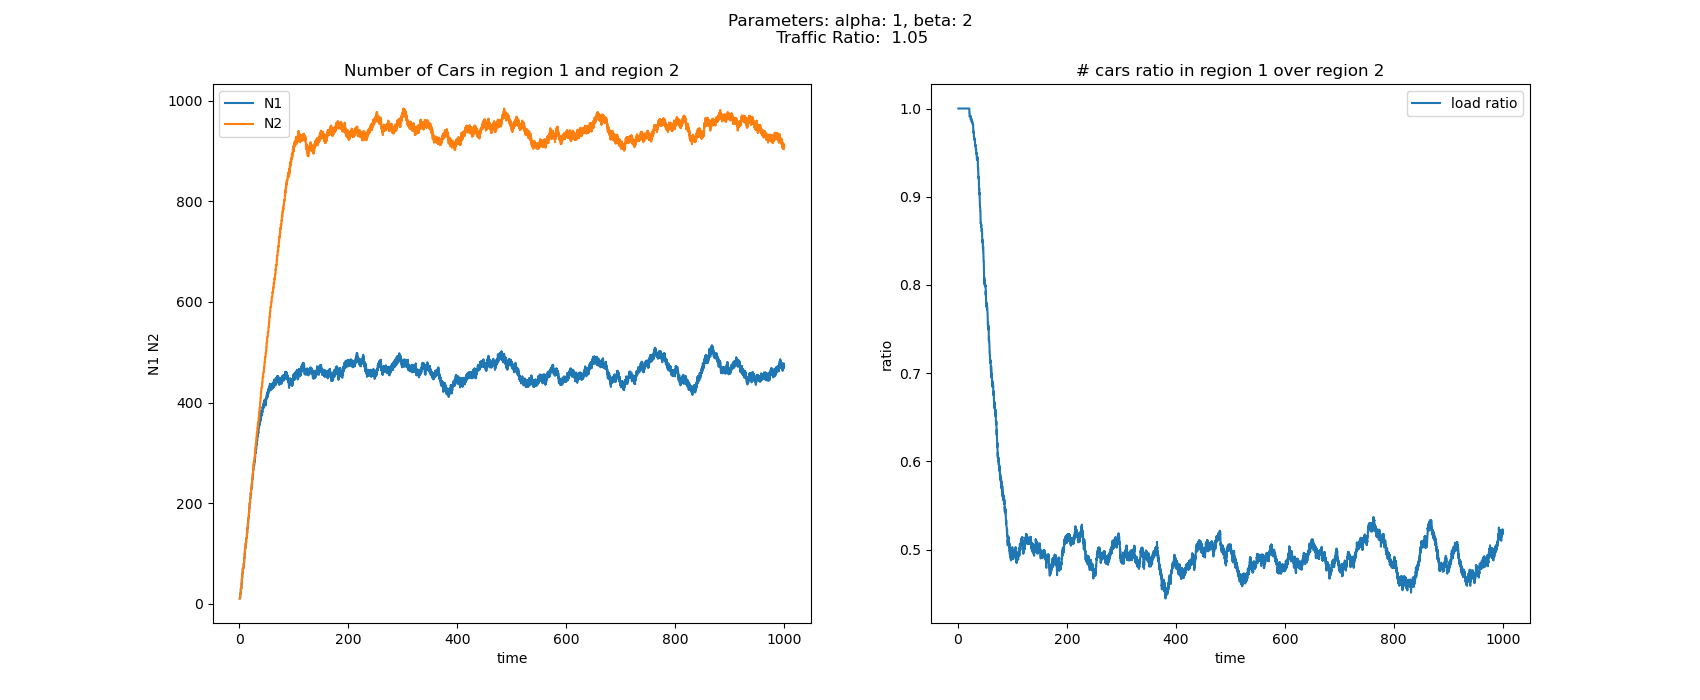 Parameters: alpha: 1, beta: 2
Traffic Ratio: 1.05
Number of Cars in region 1 and region 2
N1
N2
1000
800
600
400
200
0
N1 N2
0 200 400 600 800 1000
time
# cars ratio in region 1 over region 2
load ratio
1.0
0.9
0.8
0.7
0.6
0.5
ratio
0 200 400 600 800 1000
time